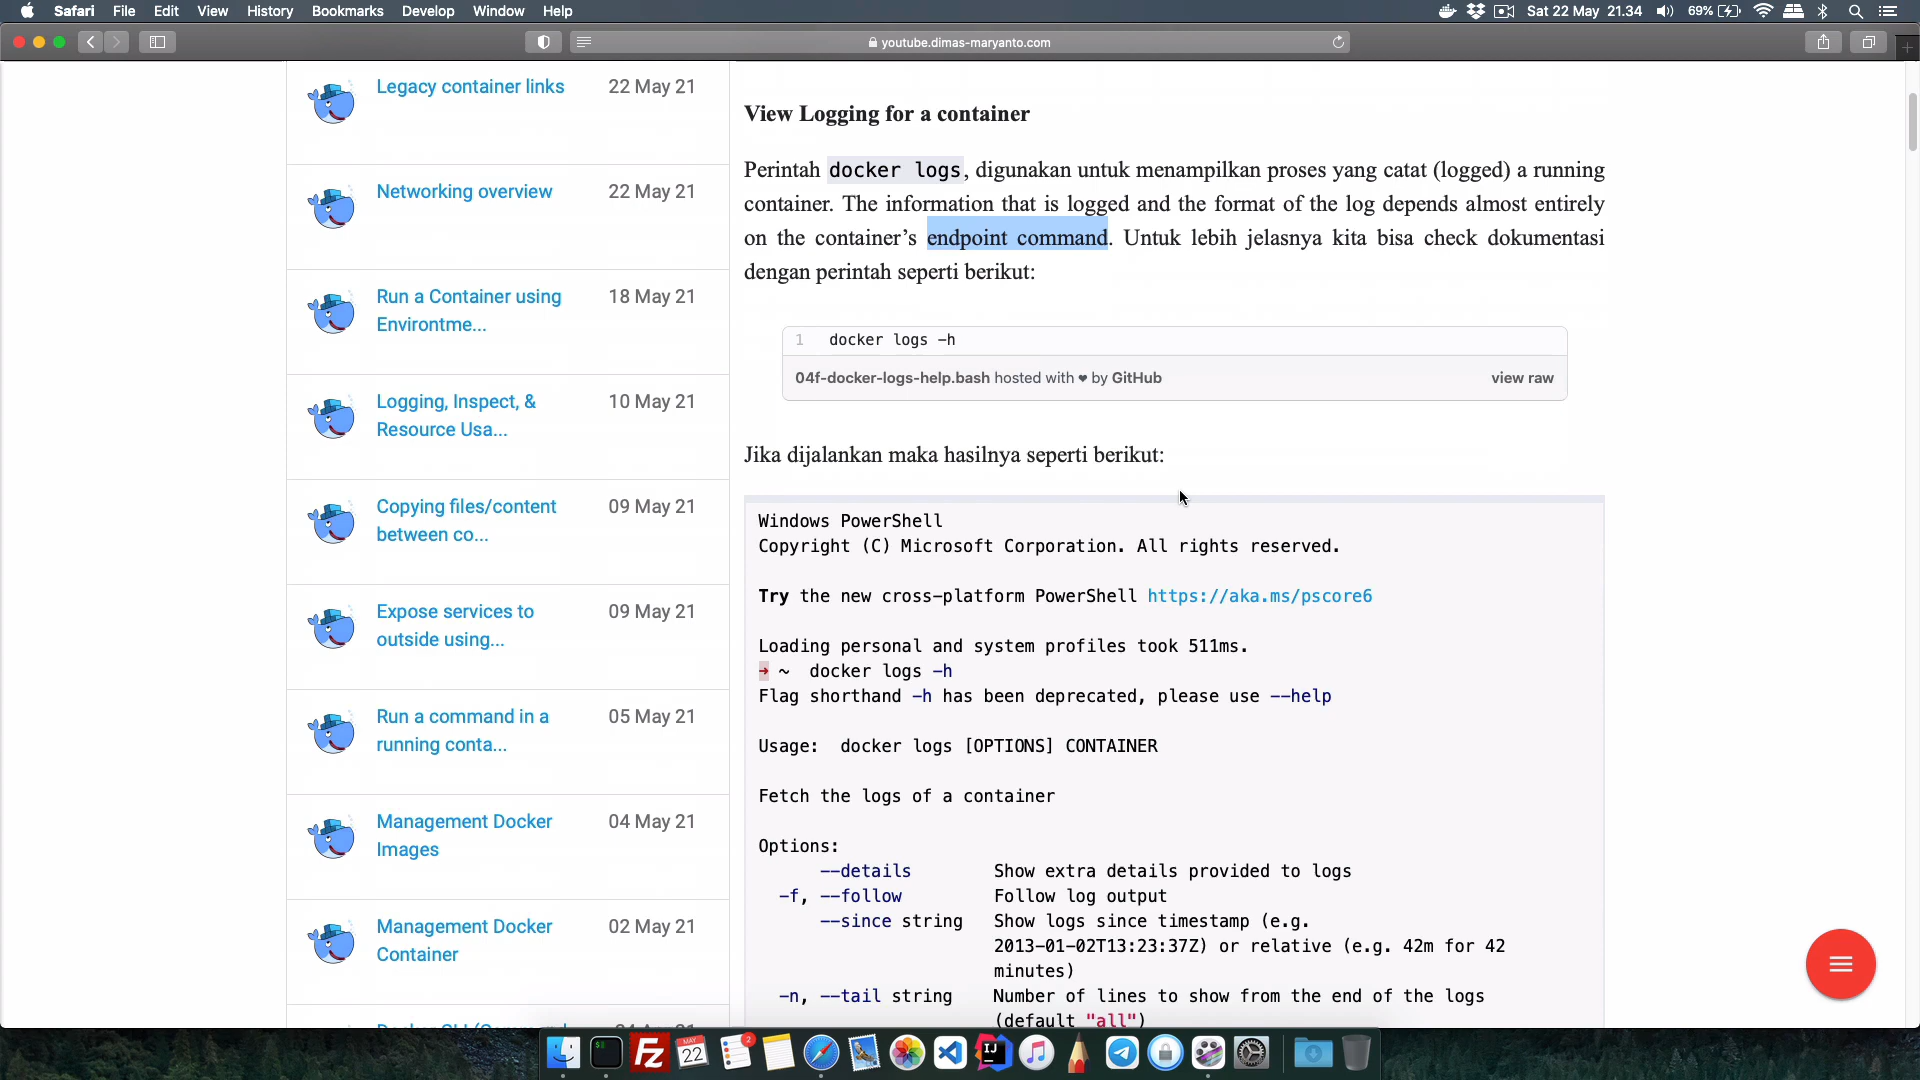 Safari File Edit View History Bookmarks Develop Window Help
Sat 22 May 21.34
69%
youtube.dimas-maryanto.com
Legacy container links 22 May 21
Networking overview 22 May 21
Run a Container using 18 May 21
Environtme...
Logging, Inspect, & 10 May 21
Resource Usa...
Copying files/content 09 May 21
between co...
Expose services to 09 May 21
outside using...
Run a command in a 05 May 21
running conta...
Management Docker 04 May 21
Images
Management Docker 02 May 21
Container
View Logging for a container
Perintah docker logs, digunakan untuk menampilkan proses yang catat (logged) a running
container. The information that is logged and the format of the log depends almost entirely
on the container’s endpoint command. Untuk lebih jelasnya kita bisa check dokumentasi
dengan perintah seperti berikut:
1 docker logs -h
04f-docker-logs-help.bash hosted with ❤ by GitHub view raw
Jika dijalankan maka hasilnya seperti berikut:
Windows PowerShell
Copyright (C) Microsoft Corporation. All rights reserved.
Try the new cross-platform PowerShell https://aka.ms/pscore6
Loading personal and system profiles took 511ms.
➜ ~ docker logs -h
Flag shorthand -h has been deprecated, please use --help
Usage: docker logs [OPTIONS] CONTAINER
Fetch the logs of a container
Options:
--details Show extra details provided to logs
-f, --follow Follow log output
--since string Show logs since timestamp (e.g.
2013-01-02T13:23:37Z) or relative (e.g. 42m for 42
minutes)
-n, --tail string Number of lines to show from the end of the logs
(default "all")
MAY
22
2
FZ
IJ